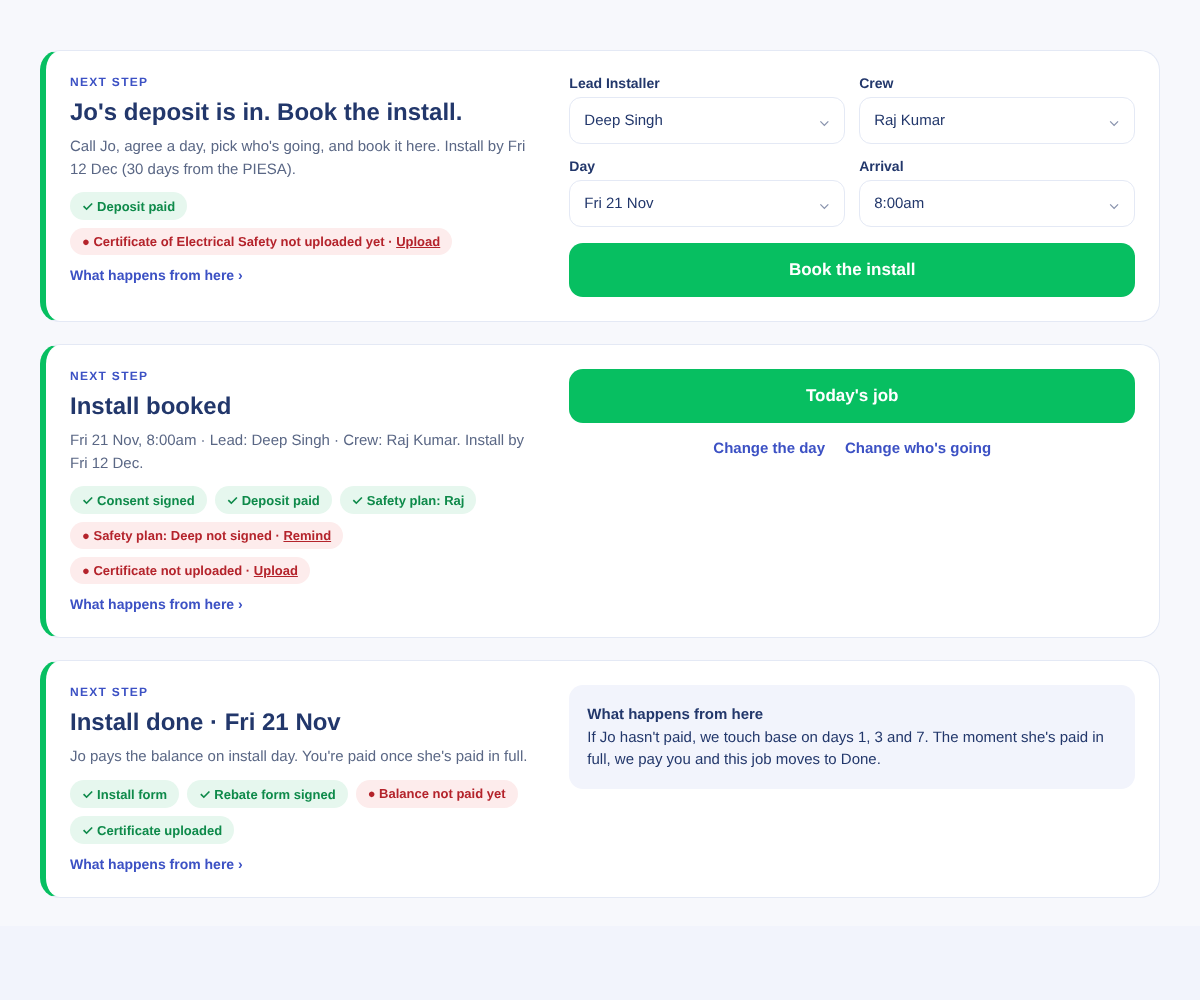 NEXT STEP
Jo's deposit is in. Book the install.
Call Jo, agree a day, pick who's going, and book it here. Install by Fri
12 Dec (30 days from the PIESA).
✓ Deposit paid
● Certificate of Electrical Safety not uploaded yet · Upload
What happens from here ›
Lead Installer
Deep Singh
Crew
Raj Kumar
Day
Fri 21 Nov
Arrival
8:00am
Book the install
NEXT STEP
Install booked
Fri 21 Nov, 8:00am · Lead: Deep Singh · Crew: Raj Kumar. Install by
Fri 12 Dec.
✓ Consent signed ✓ Deposit paid ✓ Safety plan: Raj
● Safety plan: Deep not signed · Remind
● Certificate not uploaded · Upload
What happens from here ›
Today's job
Change the day Change who's going
NEXT STEP
Install done · Fri 21 Nov
Jo pays the balance on install day. You're paid once she's paid in full.
✓ Install form ✓ Rebate form signed ● Balance not paid yet
✓ Certificate uploaded
What happens from here ›
What happens from here
If Jo hasn't paid, we touch base on days 1, 3 and 7. The moment she's paid in
full, we pay you and this job moves to Done.